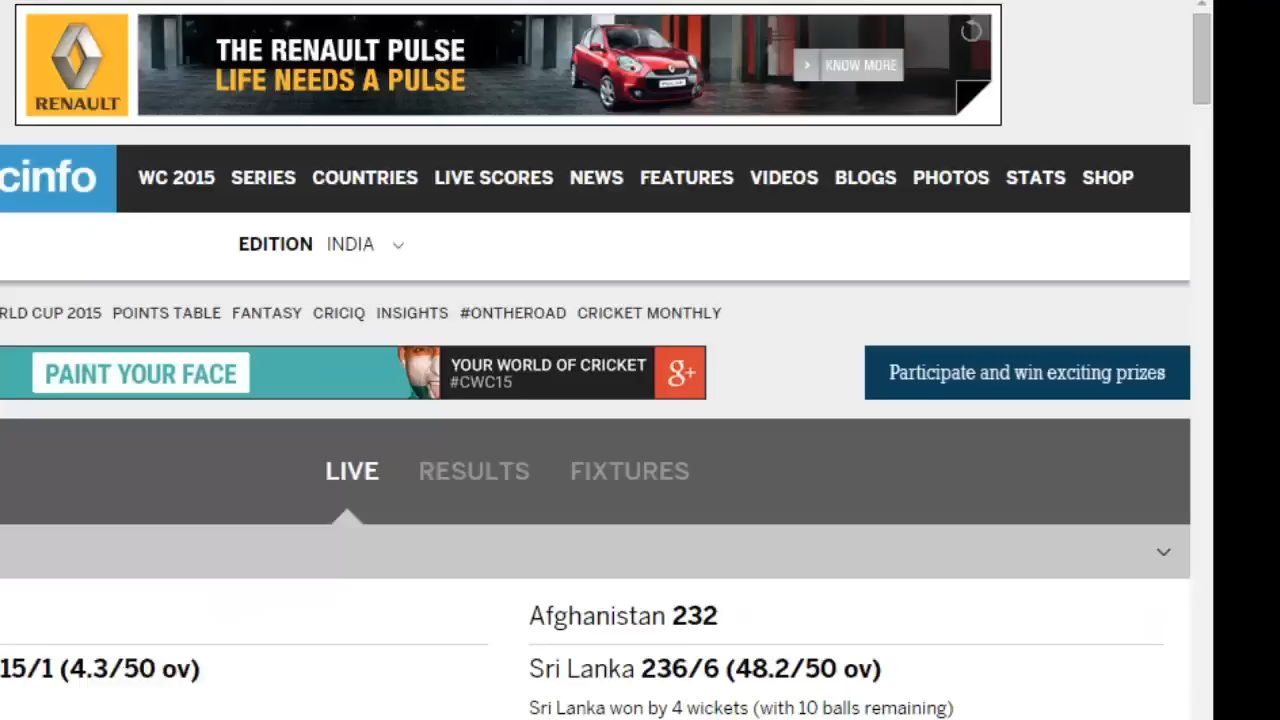 THE RENAULT PULSE
LIFE NEEDS A PULSE
KNOW MORE
RENAULT
cinfo WC 2015 SERIES COUNTRIES LIVE SCORES NEWS FEATURES VIDEOS BLOGS PHOTOS STATS SHOP
EDITION INDIA
RLD CUP 2015 POINTS TABLE FANTASY CRICIQ INSIGHTS #ONTHEROAD CRICKET MONTHLY
PAINT YOUR FACE
YOUR WORLD OF CRICKET
#CWC15
g+
Participate and win exciting prizes
LIVE RESULTS FIXTURES
15/1 (4.3/50 ov)
Afghanistan 232
Sri Lanka 236/6 (48.2/50 ov)
Sri Lanka won by 4 wickets (with 10 balls remaining)